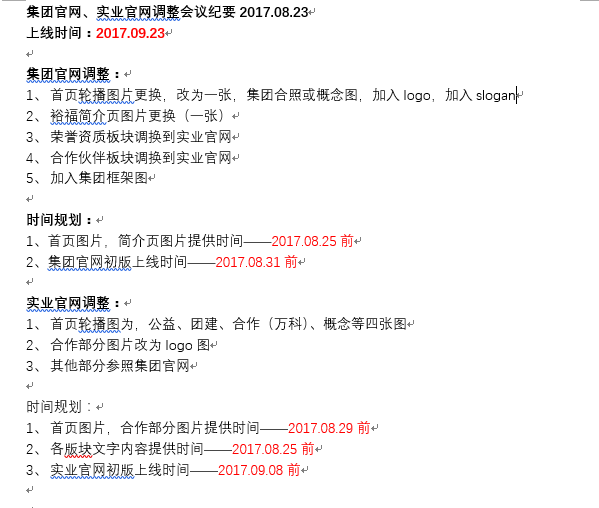 集团官网、实业官网调整会议纪要 2017.08.23
上线时间：2017.09.23
集团官网调整：
1、 首页轮播图片更换，改为一张，集团合照或概念图，加入 logo，加入 slogan
2、 裕福简介页图片更换（一张）
3、 荣誉资质板块调换到实业官网
4、 合作伙伴板块调换到实业官网
5、 加入集团框架图
时间规划：
1、首页图片，简介页图片提供时间——2017.08.25 前
2、集团官网初版上线时间——2017.08.31 前
实业官网调整：
1、 首页轮播图为，公益、团建、合作（万科）、概念等四张图
2、 合作部分图片改为 logo 图
3、 其他部分参照集团官网
时间规划：
1、 首页图片，合作部分图片提供时间——2017.08.29 前
2、 各版块文字内容提供时间——2017.08.25 前
3、 实业官网初版上线时间——2017.09.08 前